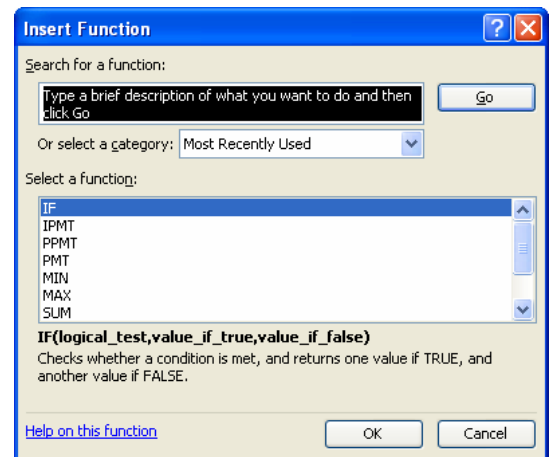 Insert Function
Search for a function:
Type a brief description of what you want to do and then
click Go
Go
Or select a category: Most Recently Used
Select a function:
IF
IPMT
PPMT
PMT
MIN
MAX
SUM
IF(logical_test,value_if_true,value_if_false)
Checks whether a condition is met, and returns one value if TRUE, and
another value if FALSE.
Help on this function
OK
Cancel